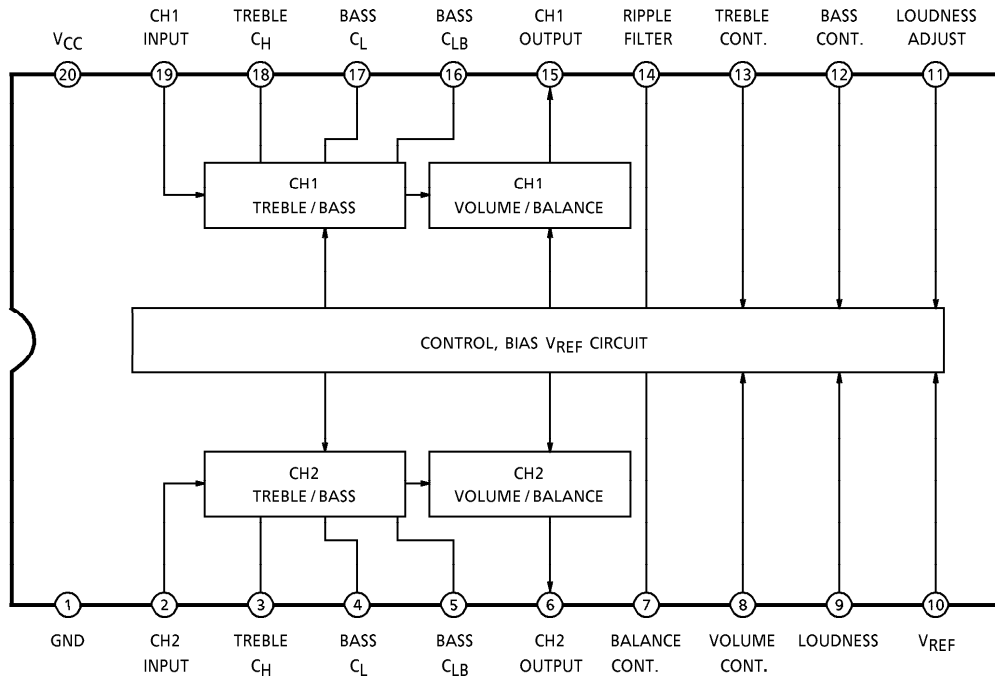 VCC
CH1
INPUT
TREBLE
CH
BASS
CL
BASS
CLB
CH1
OUTPUT
RIPPLE
FILTER
TREBLE
CONT.
BASS
CONT.
LOUDNESS
ADJUST
20
19
18
17
16
15
14
13
12
11
CH1
TREBLE / BASS
CH1
VOLUME / BALANCE
CONTROL, BIAS VREF CIRCUIT
CH2
TREBLE / BASS
CH2
VOLUME / BALANCE
1
2
3
4
5
6
7
8
9
10
GND
CH2
INPUT
TREBLE
CH
BASS
CL
BASS
CLB
CH2
OUTPUT
BALANCE
CONT.
VOLUME
CONT.
LOUDNESS
VREF